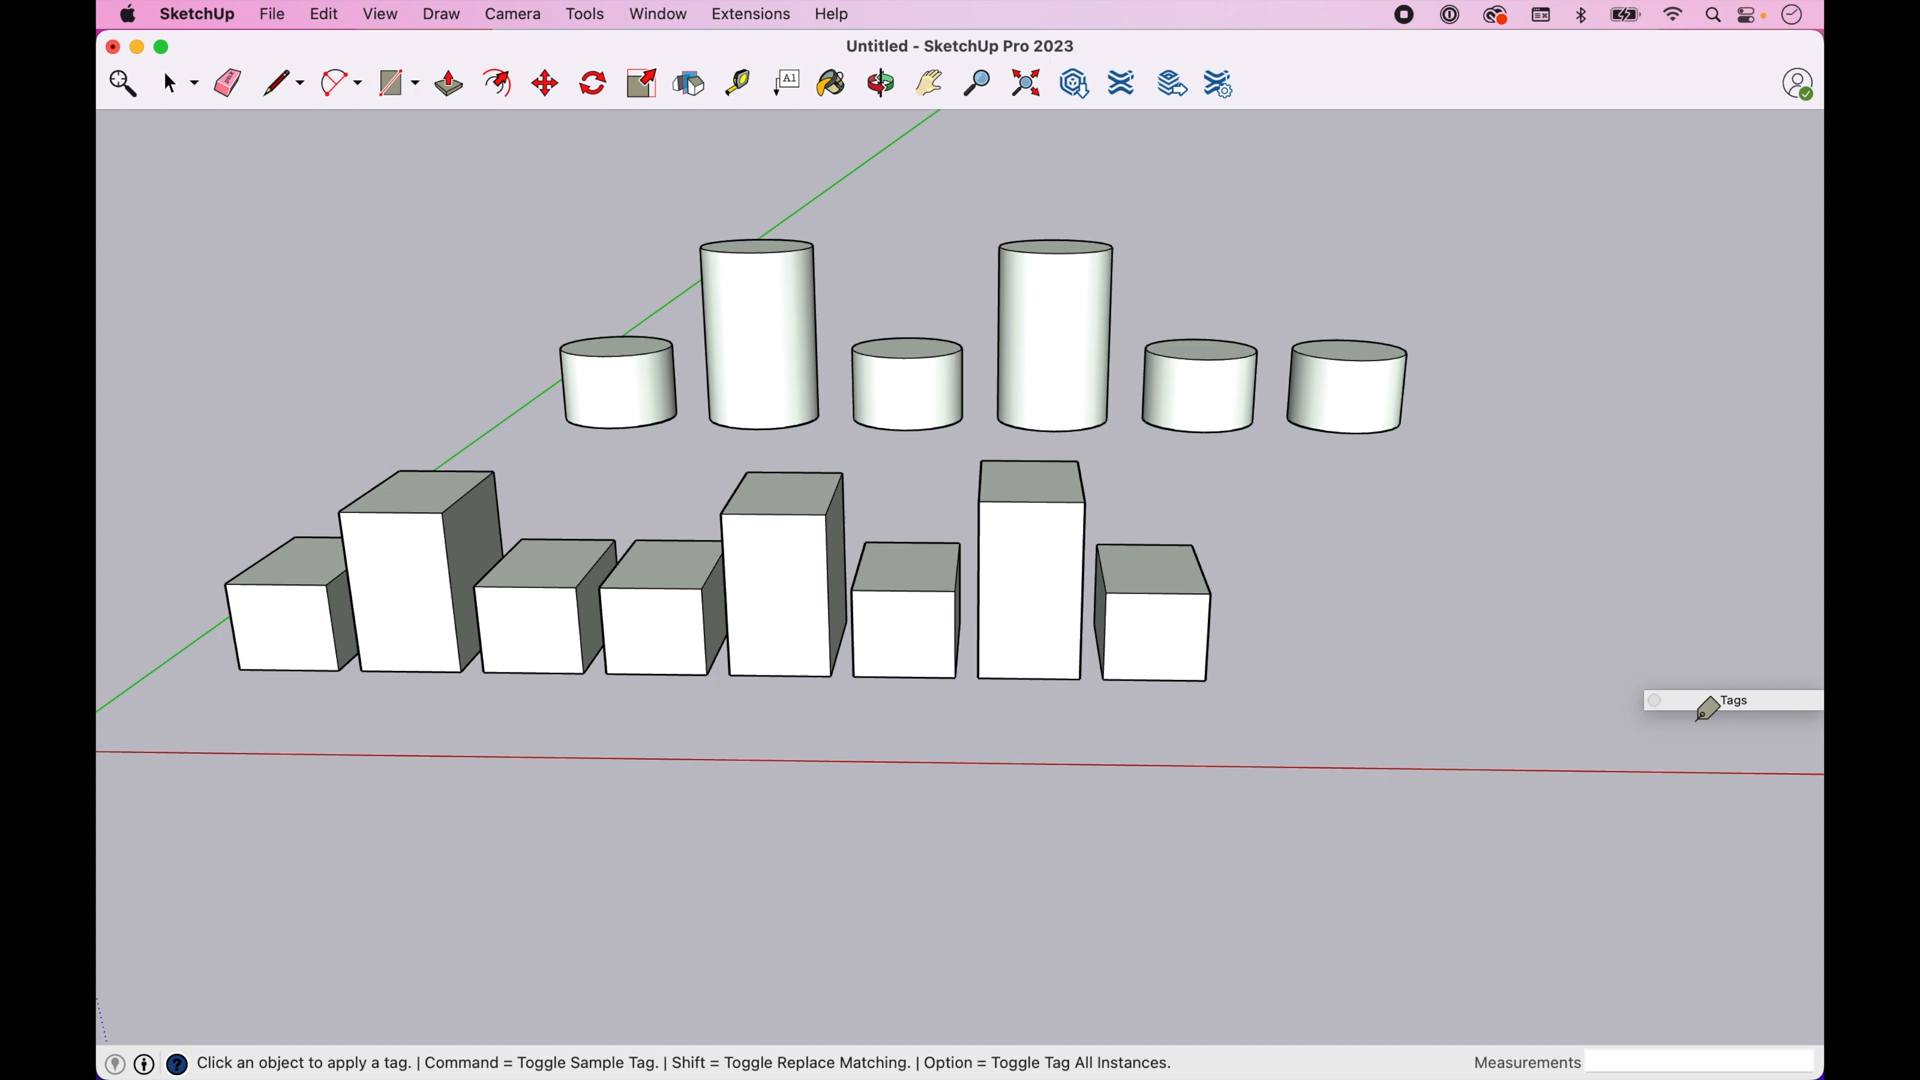 SketchUp File Edit View Draw Camera Tools Window Extensions Help
Untitled - SketchUp Pro 2023
A1
Tags
Click an object to apply a tag. | Command = Toggle Sample Tag. | Shift = Toggle Replace Matching. | Option = Toggle Tag All Instances.
Measurements